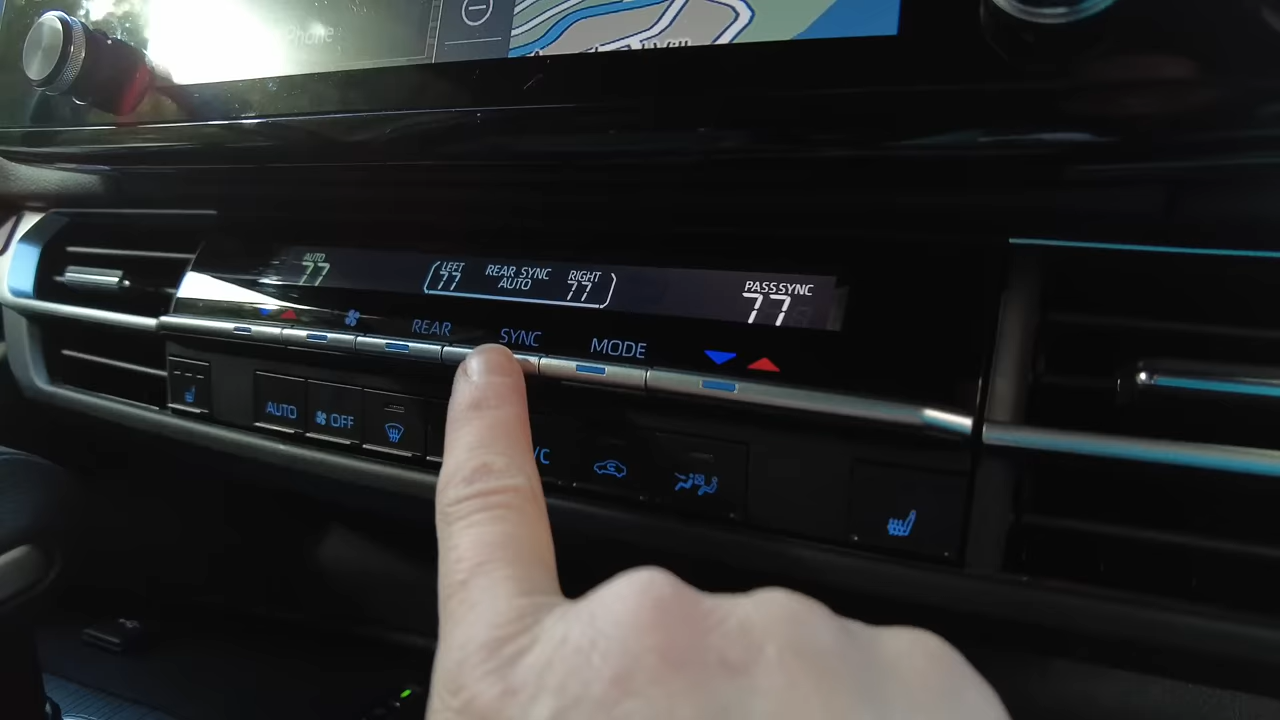 Phone
AUTO
77
LEFT
77
REAR SYNC
AUTO
RIGHT
77
PASS SYNC
77
REAR
SYNC
MODE
AUTO
OFF
/C